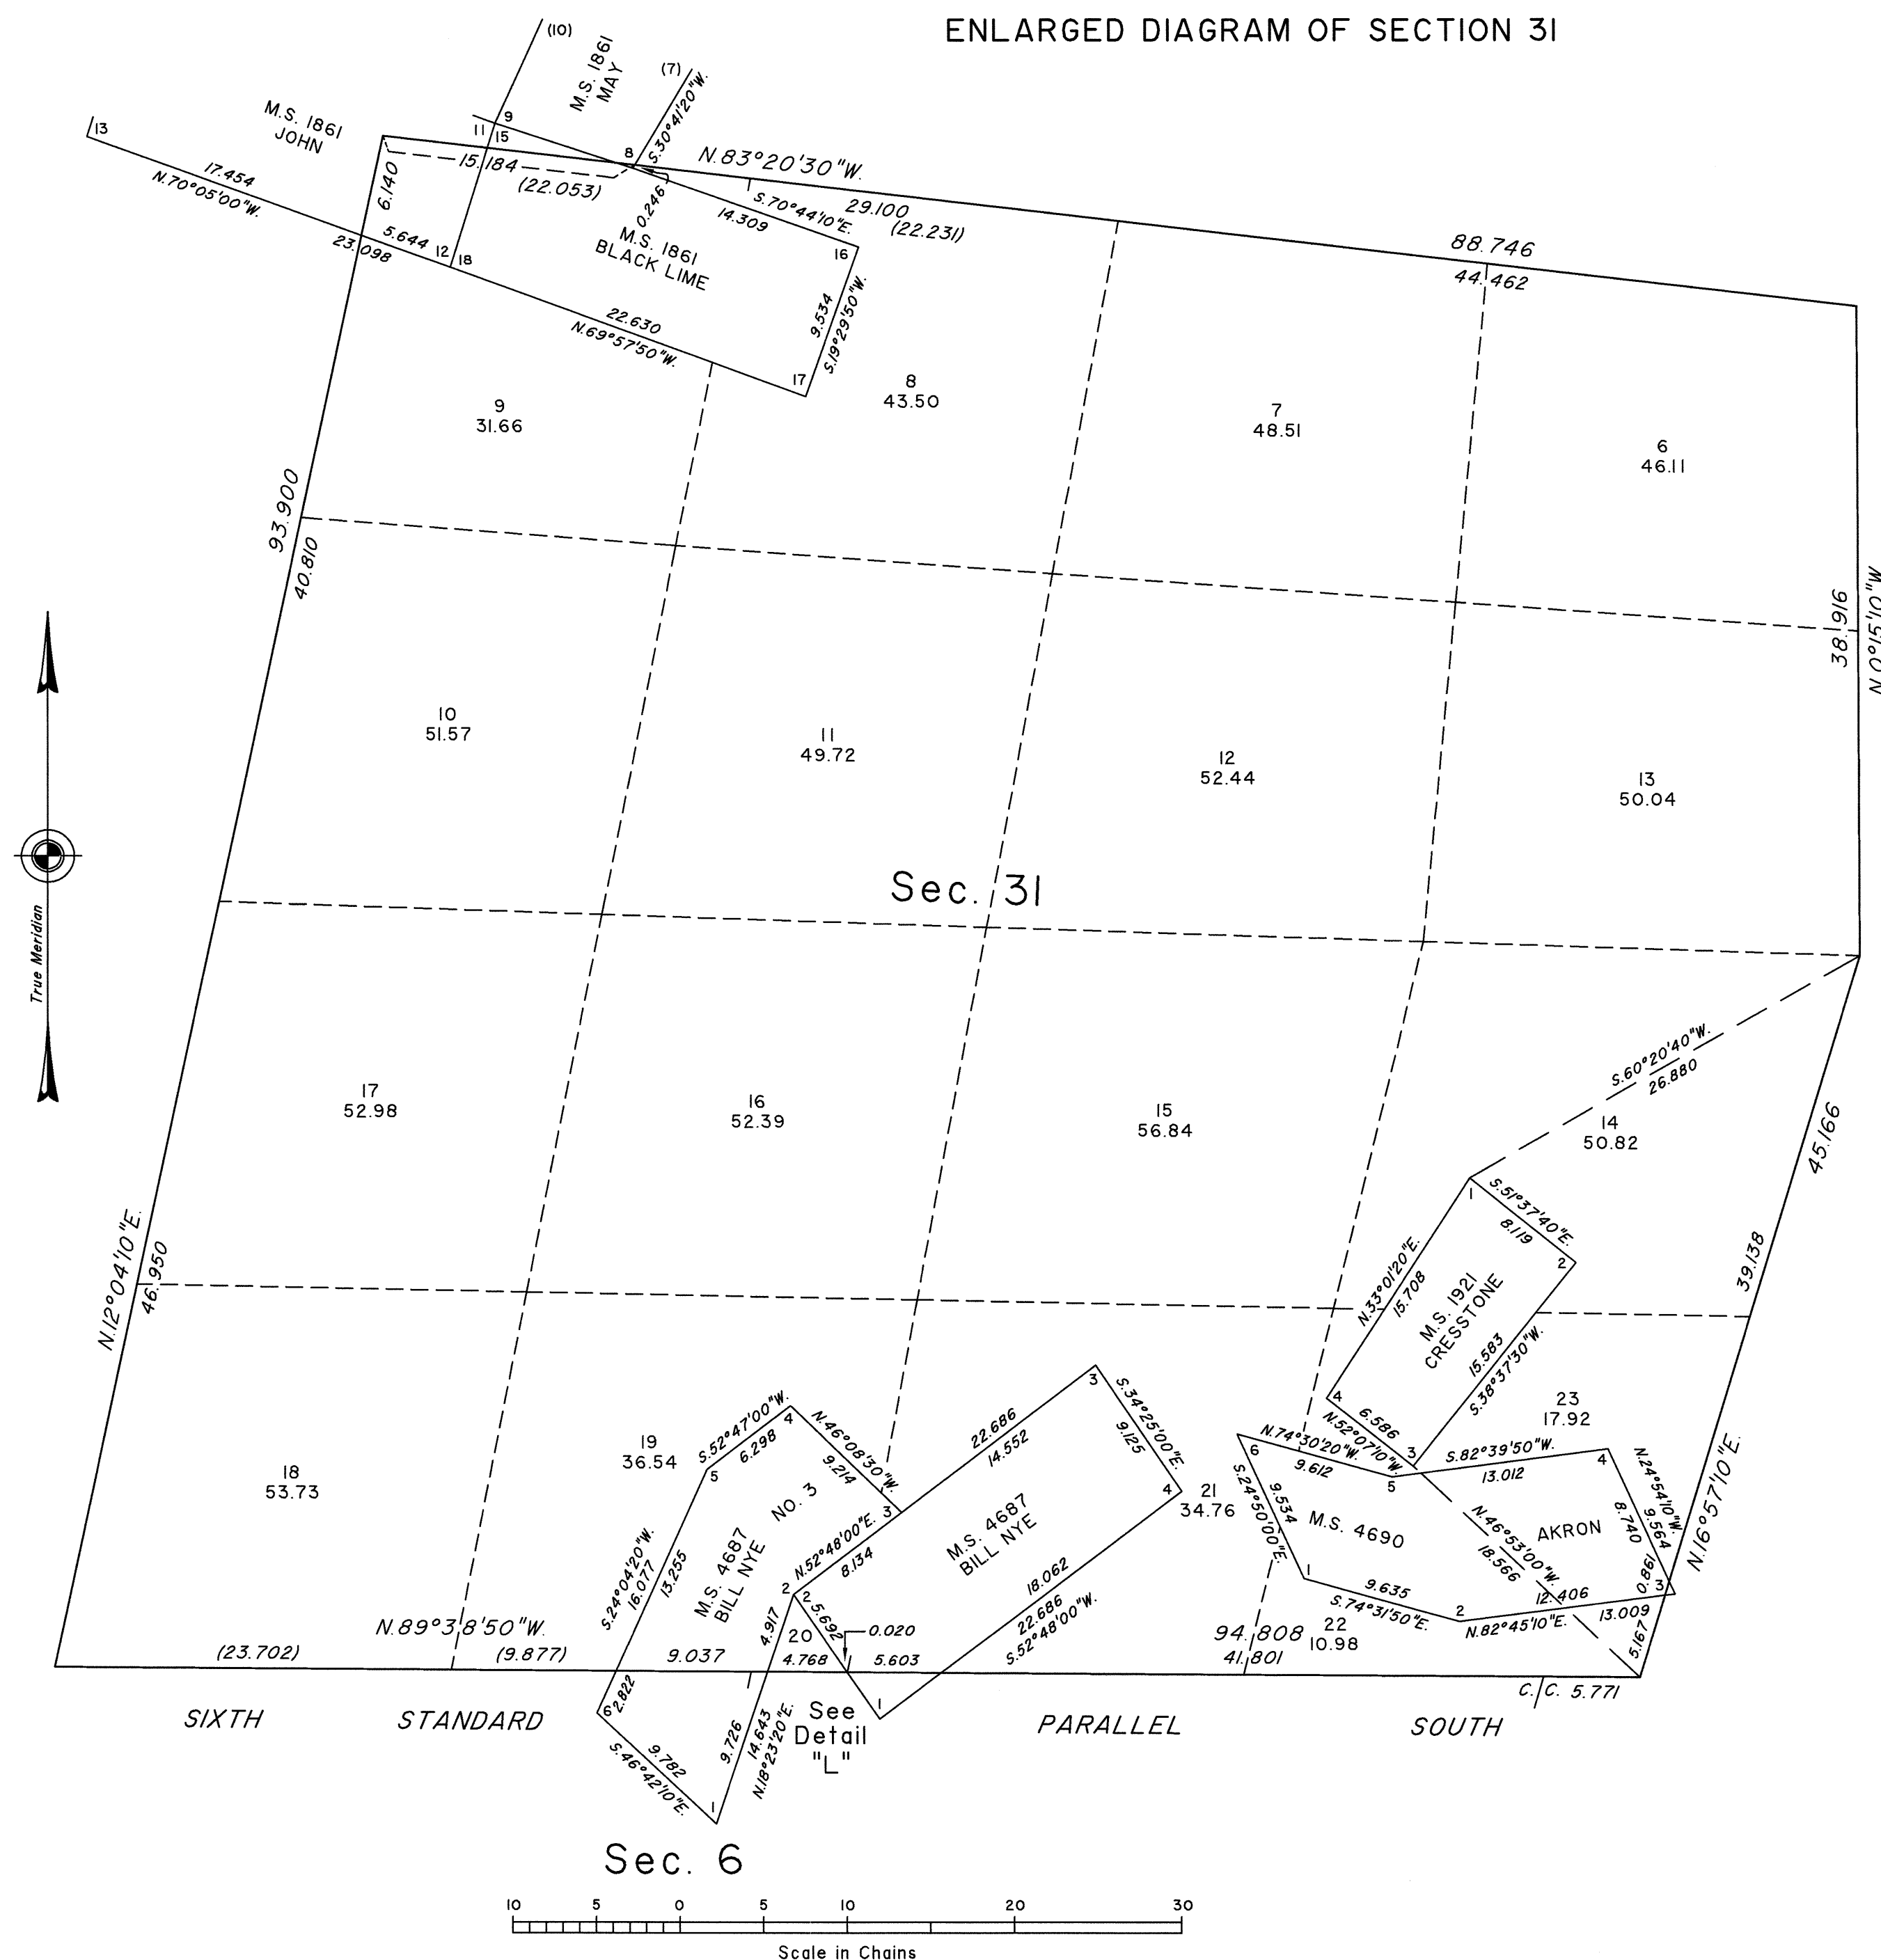 ENLARGED DIAGRAM OF SECTION 31
(10)
M.S. 1861
MAY
(7)
S.30°41'20"W.
M.S. 1861
JOHN
13
9
11
15
8
N.83°20'30"W.
15.184
(22.053)
6.140
17.454
N.70°05'00"W.
0.246
S.70°44'10"E.
14.309
29.100
(22.231)
88.746
44.462
M.S. 1861
BLACK LIME
16
5.644
23.098
12
18
9.534
S.19°29'50"W.
22.630
N.69°57'50"W.
17
9
31.66
8
43.50
7
48.51
6
46.11
93.900
40.810
38.916
N.0°15'10"W.
10
51.57
11
49.72
12
52.44
13
50.04
Sec. 31
True Meridian
S.60°20'40"W.
26.880
17
52.98
16
52.39
15
56.84
14
50.82
45.166
39.138
1
S.51°37'40"E.
8.119
2
N.33°01'20"E.
15.708
M.S. 1921
CRESSTONE
15.583
S.38°37'30"W.
4
6.586
N.52°07'10"W.
3
N.12°04'10"E.
46.950
18
53.73
19
36.54
S.52°47'00"W.
6.298
4
N.46°08'30"W.
9.214
5
3
S.24°04'20"W.
16.077
13.255
M.S. 4687
BILL NYE NO. 3
N.52°48'00"E.
8.134
22.686
14.552
3
S.34°25'00"E.
9.125
4
M.S. 4687
BILL NYE
18.062
22.686
S.52°48'00"W.
21
34.76
23
17.92
N.74°30'20"W.
9.612
6
5
S.82°39'50"W.
13.012
4
S.24°50'00"E.
9.534
M.S. 4690
AKRON
N.46°53'00"W.
18.566
N.24°54'10"W.
9.564
8.740
0.861
3
N.16°57'10"E.
1
9.635
S.74°31'50"E.
2
12.406
N.82°45'10"E.
13.009
5.167
22
10.98
2
2
4.917
5.692
20
4.768
0.020
5.603
N.89°38'50"W.
(23.702)
(9.877)
9.037
94.808
41.801
C. C. 5.771
SIXTH STANDARD PARALLEL SOUTH
6
2.822
9.782
S.46°42'10"E.
1
9.726
14.643
N.18°23'20"E.
See
Detail
"L"
1
Sec. 6
10 5 0 5 10 20 30
Scale in Chains